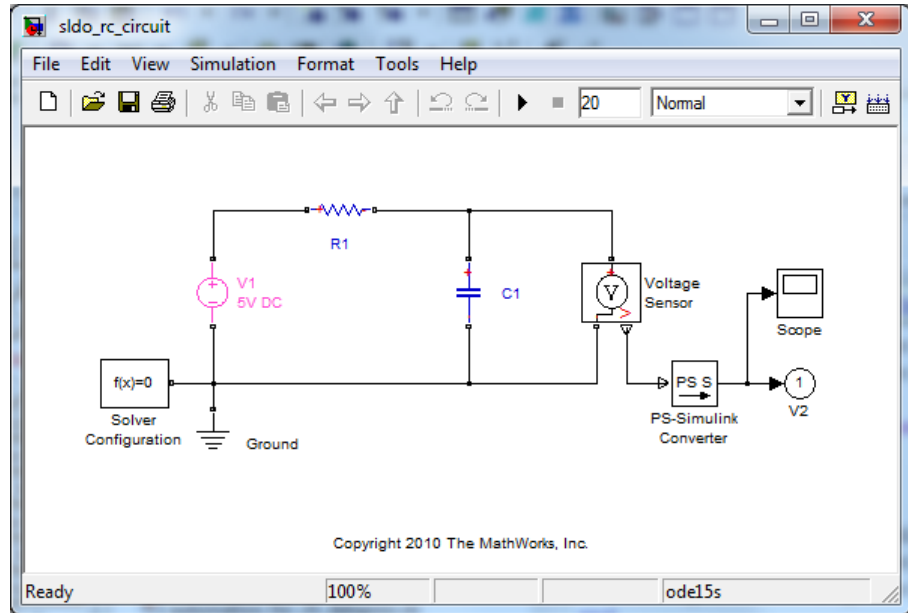 sldo_rc_circuit
File Edit View Simulation Format Tools Help
20 Normal
R1
V1
5V DC
C1
V
Voltage
Sensor
Scope
f(x)=0
Solver
Configuration
Ground
PS S
PS-Simulink
Converter
1
V2
Copyright 2010 The MathWorks, Inc.
Ready 100% ode15s